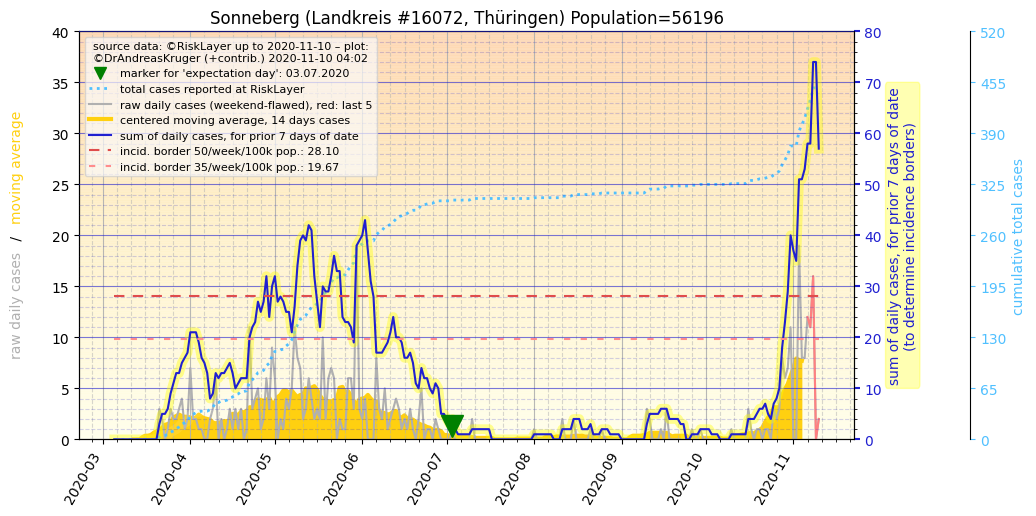 Sonneberg (Landkreis #16072, Thüringen) Population=56196
source data: ©RiskLayer up to 2020-11-10 – plot:
©DrAndreasKruger (+contrib.) 2020-11-10 04:02
marker for 'expectation day': 03.07.2020
total cases reported at RiskLayer
raw daily cases (weekend-flawed), red: last 5
centered moving average, 14 days cases
sum of daily cases, for prior 7 days of date
incid. border 50/week/100k pop.: 28.10
incid. border 35/week/100k pop.: 19.67
raw daily cases / moving average
40
35
30
25
20
15
10
5
0
80
70
60
50
40
30
20
10
0
sum of daily cases, for prior 7 days of date
(to determine incidence borders)
520
455
390
325
260
195
130
65
0
cumulative total cases
2020-03
2020-04
2020-05
2020-06
2020-07
2020-08
2020-09
2020-10
2020-11